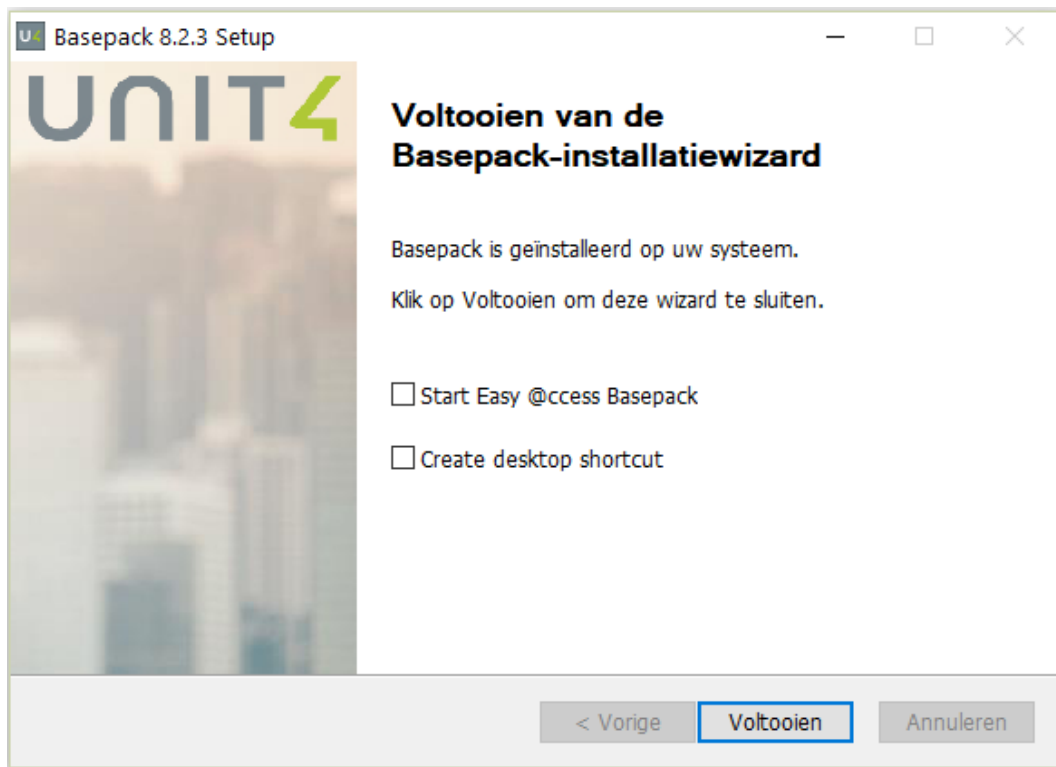 U4 Basepack 8.2.3 Setup
UNIT4
Voltooien van de
Basepack-installatiewizard
Basepack is geïnstalleerd op uw systeem.
Klik op Voltooien om deze wizard te sluiten.
Start Easy @ccess Basepack
Create desktop shortcut
< Vorige
Voltooien
Annuleren